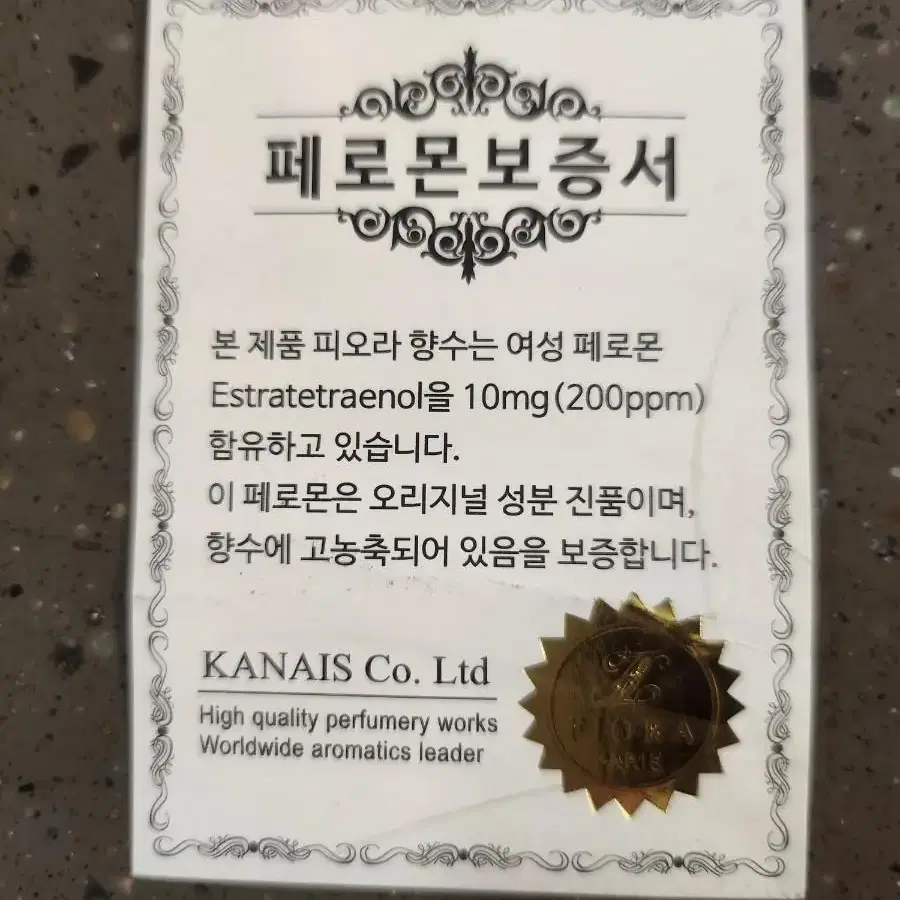 페로몬보증서
본 제품 피오라 향수는 여성 페로몬
Estratetraenol을 10mg(200ppm)
함유하고 있습니다.
이 페로몬은 오리지널 성분 진품이며,
향수에 고농축되어 있음을 보증합니다.
KANAIS Co. Ltd
High quality perfumery works
Worldwide aromatics leader
FIORA
PARIS